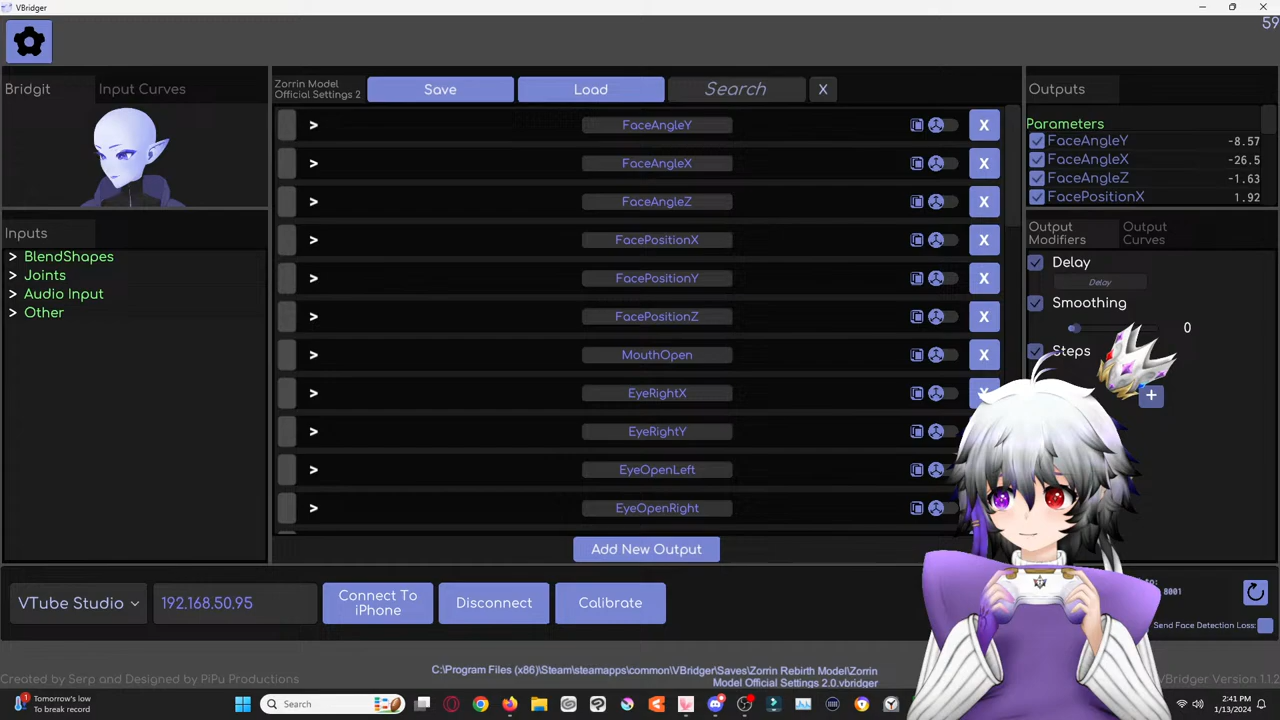 VBridger
59
Bridgit
Input Curves
Zorrin Model
Official Settings 2
Save
Load
Search
X
Outputs
Parameters
FaceAngleY -8.57
FaceAngleX -26.5
FaceAngleZ -1.63
FacePositionX 1.92
> FaceAngleY X
> FaceAngleX X
> FaceAngleZ X
> FacePositionX X
> FacePositionY X
> FacePositionZ X
> MouthOpen X
> EyeRightX
> EyeRightY
> EyeOpenLeft
> EyeOpenRight
Inputs
> BlendShapes
> Joints
> Audio Input
> Other
Output
Modifiers
Output
Curves
Delay
Delay
Smoothing
0
Steps
+
Add New Output
VTube Studio
192.168.50.95
Connect To
iPhone
Disconnect
Calibrate
8001
Send Face Detection Loss:
C:\Program Files (x86)\Steam\steamapps\common\VBridger\Saves\Zorrin Rebirth Model\Zorrin
Model Official Settings 2.0.vbridger
Created by Serp and Designed by PiPu Productions
VBridger Version 1.1.2
Tomorrow's low
To break record
Search
2:41 PM
1/13/2024